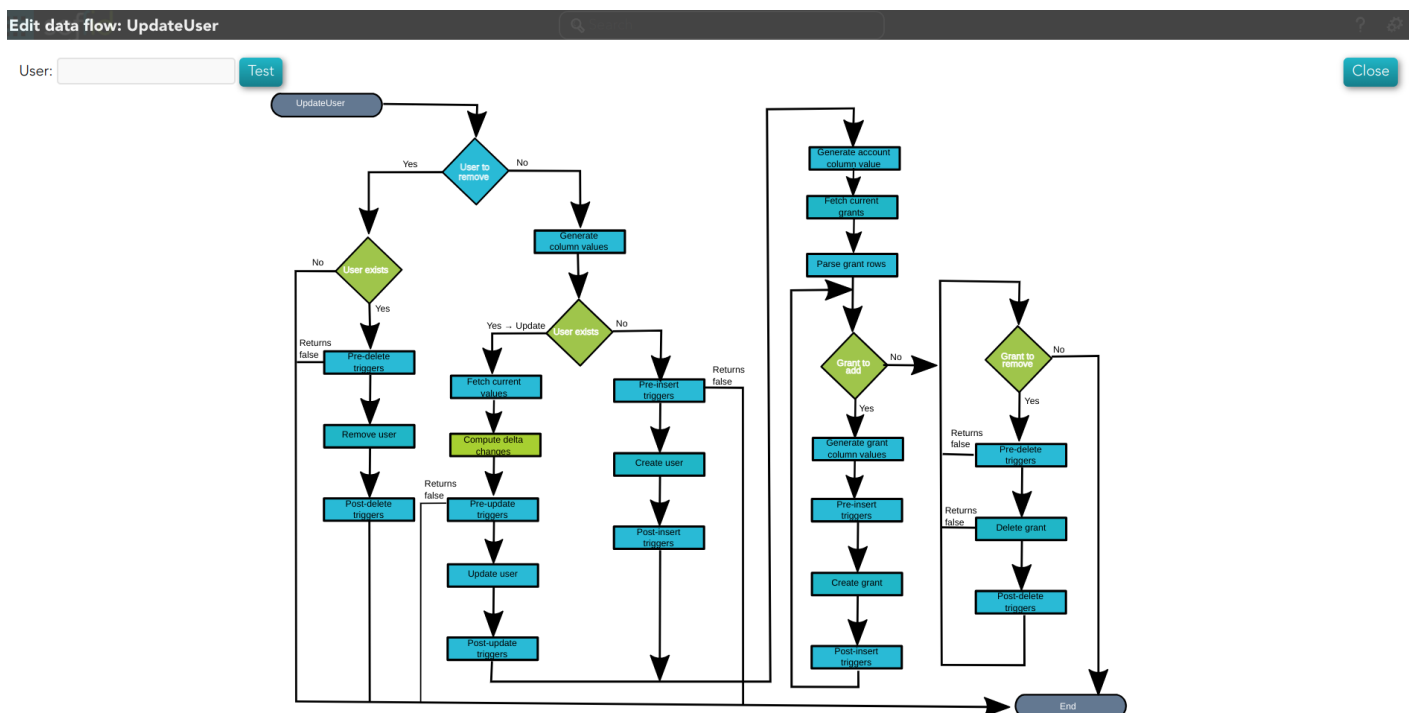 Edit data flow: UpdateUser
User:
Test
Close
UpdateUser
User to
remove
Yes
No
User exists
No
Yes
Returns
false
Pre-delete
triggers
Remove user
Post-delete
triggers
Generate
column values
User exists
Yes → Update
No
Fetch current
values
Compute delta
changes
Returns
false
Pre-update
triggers
Update user
Post-update
triggers
Pre-insert
triggers
Returns
false
Create user
Post-insert
triggers
Generate account
column value
Fetch current
grants
Parse grant rows
Grant to
add
No
Yes
Generate grant
column values
Pre-insert
triggers
Create grant
Post-insert
triggers
Grant to
remove
No
Yes
Returns
false
Pre-delete
triggers
Returns
false
Delete grant
Post-delete
triggers
End